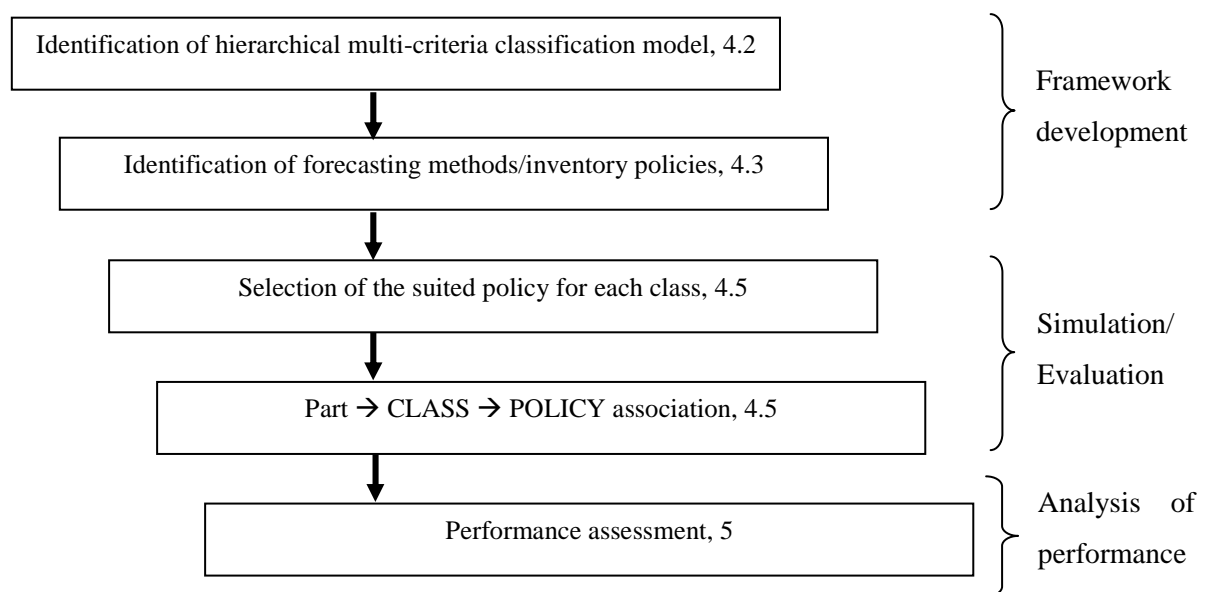 Identification of hierarchical multi-criteria classification model, 4.2
Framework
development
Identification of forecasting methods/inventory policies, 4.3
Selection of the suited policy for each class, 4.5
Simulation/
Evaluation
Part → CLASS → POLICY association, 4.5
Analysis of
performance
Performance assessment, 5